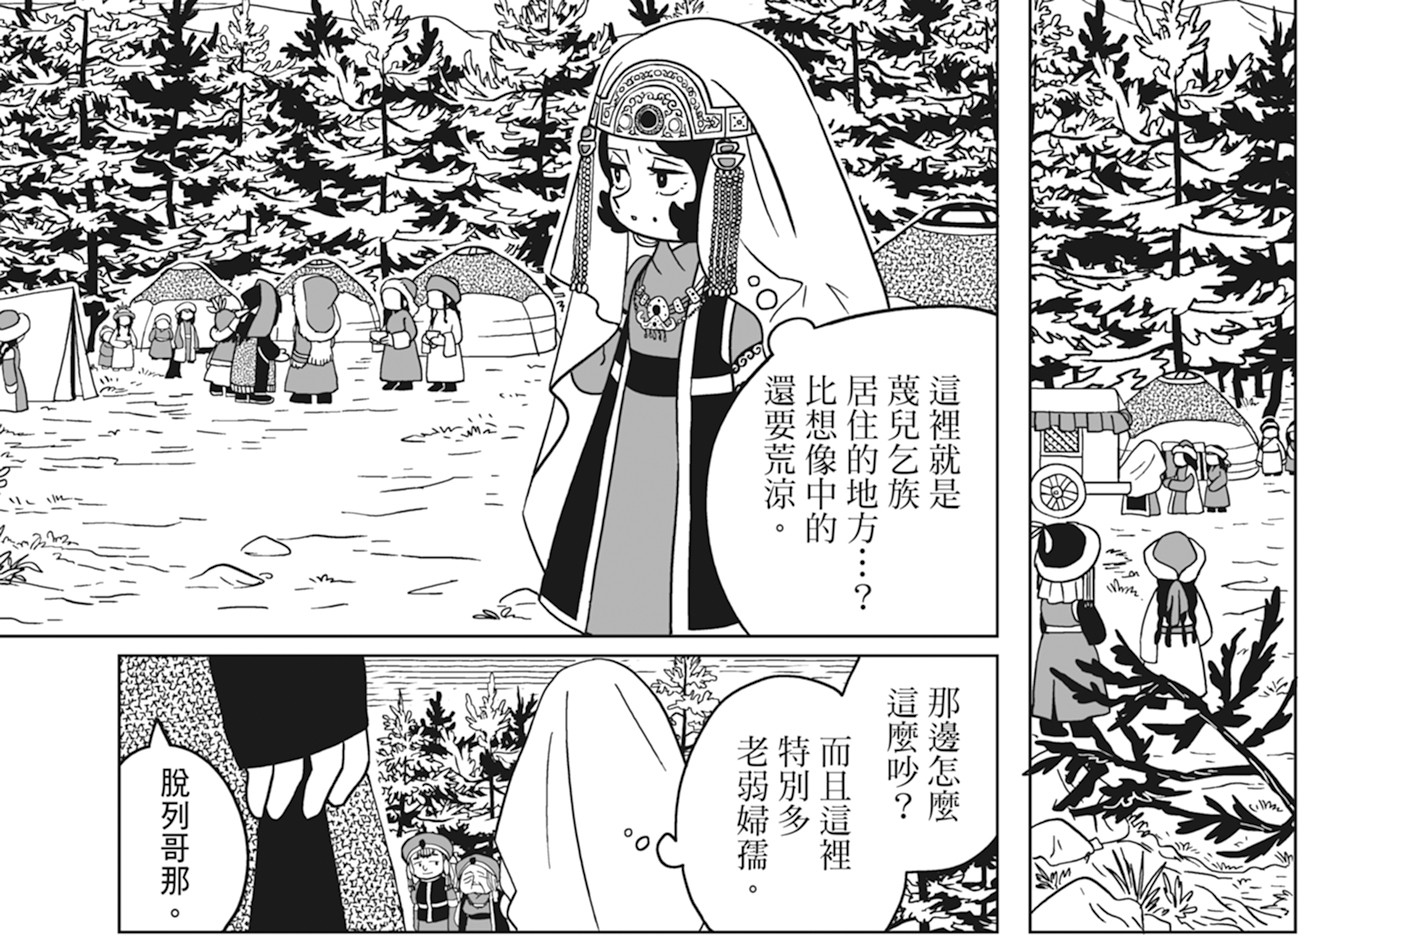 這裡就是
蔑兒乞族
居住的地方…？
比想像中的
還要荒涼。
那邊怎麼
這麼吵？
而且這裡
特別多
老弱婦孺。
脫列哥那。